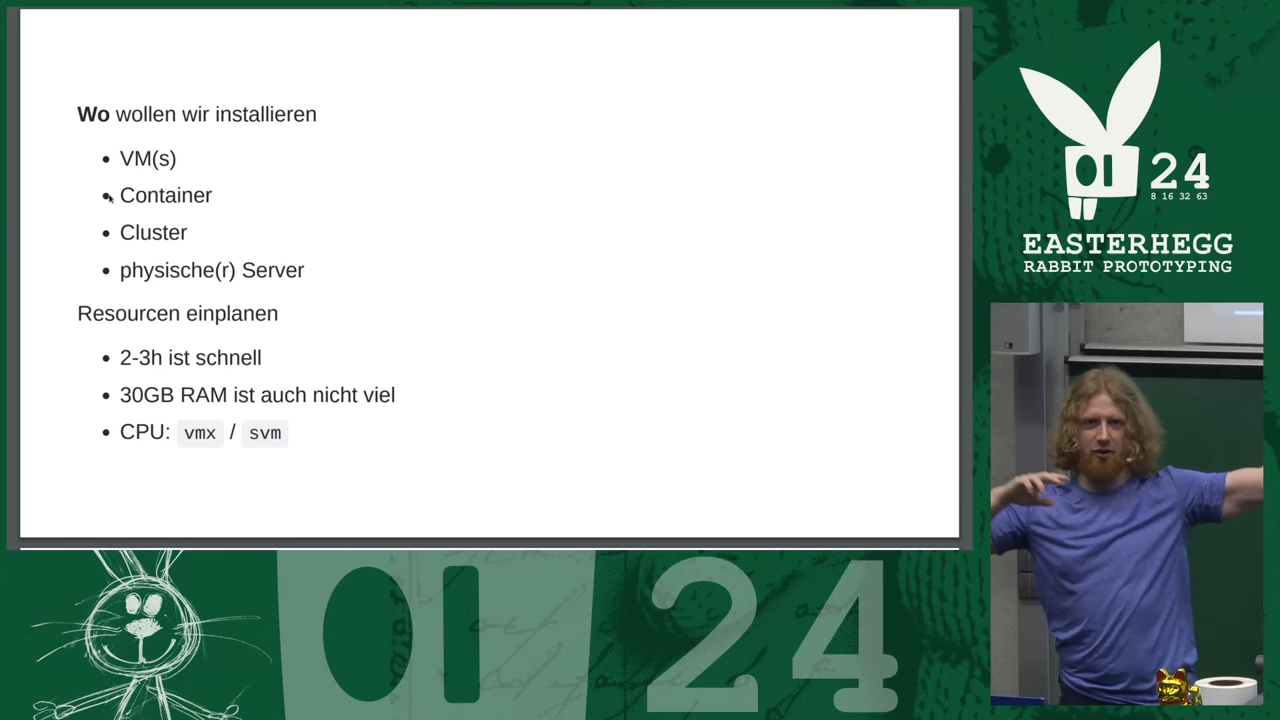 Wo wollen wir installieren
• VM(s)
• Container
• Cluster
• physische(r) Server
Resourcen einplanen
• 2-3h ist schnell
• 30GB RAM ist auch nicht viel
• CPU: vmx / svm
24
8 16 32 63
EASTERHEGG
RABBIT PROTOTYPING
24